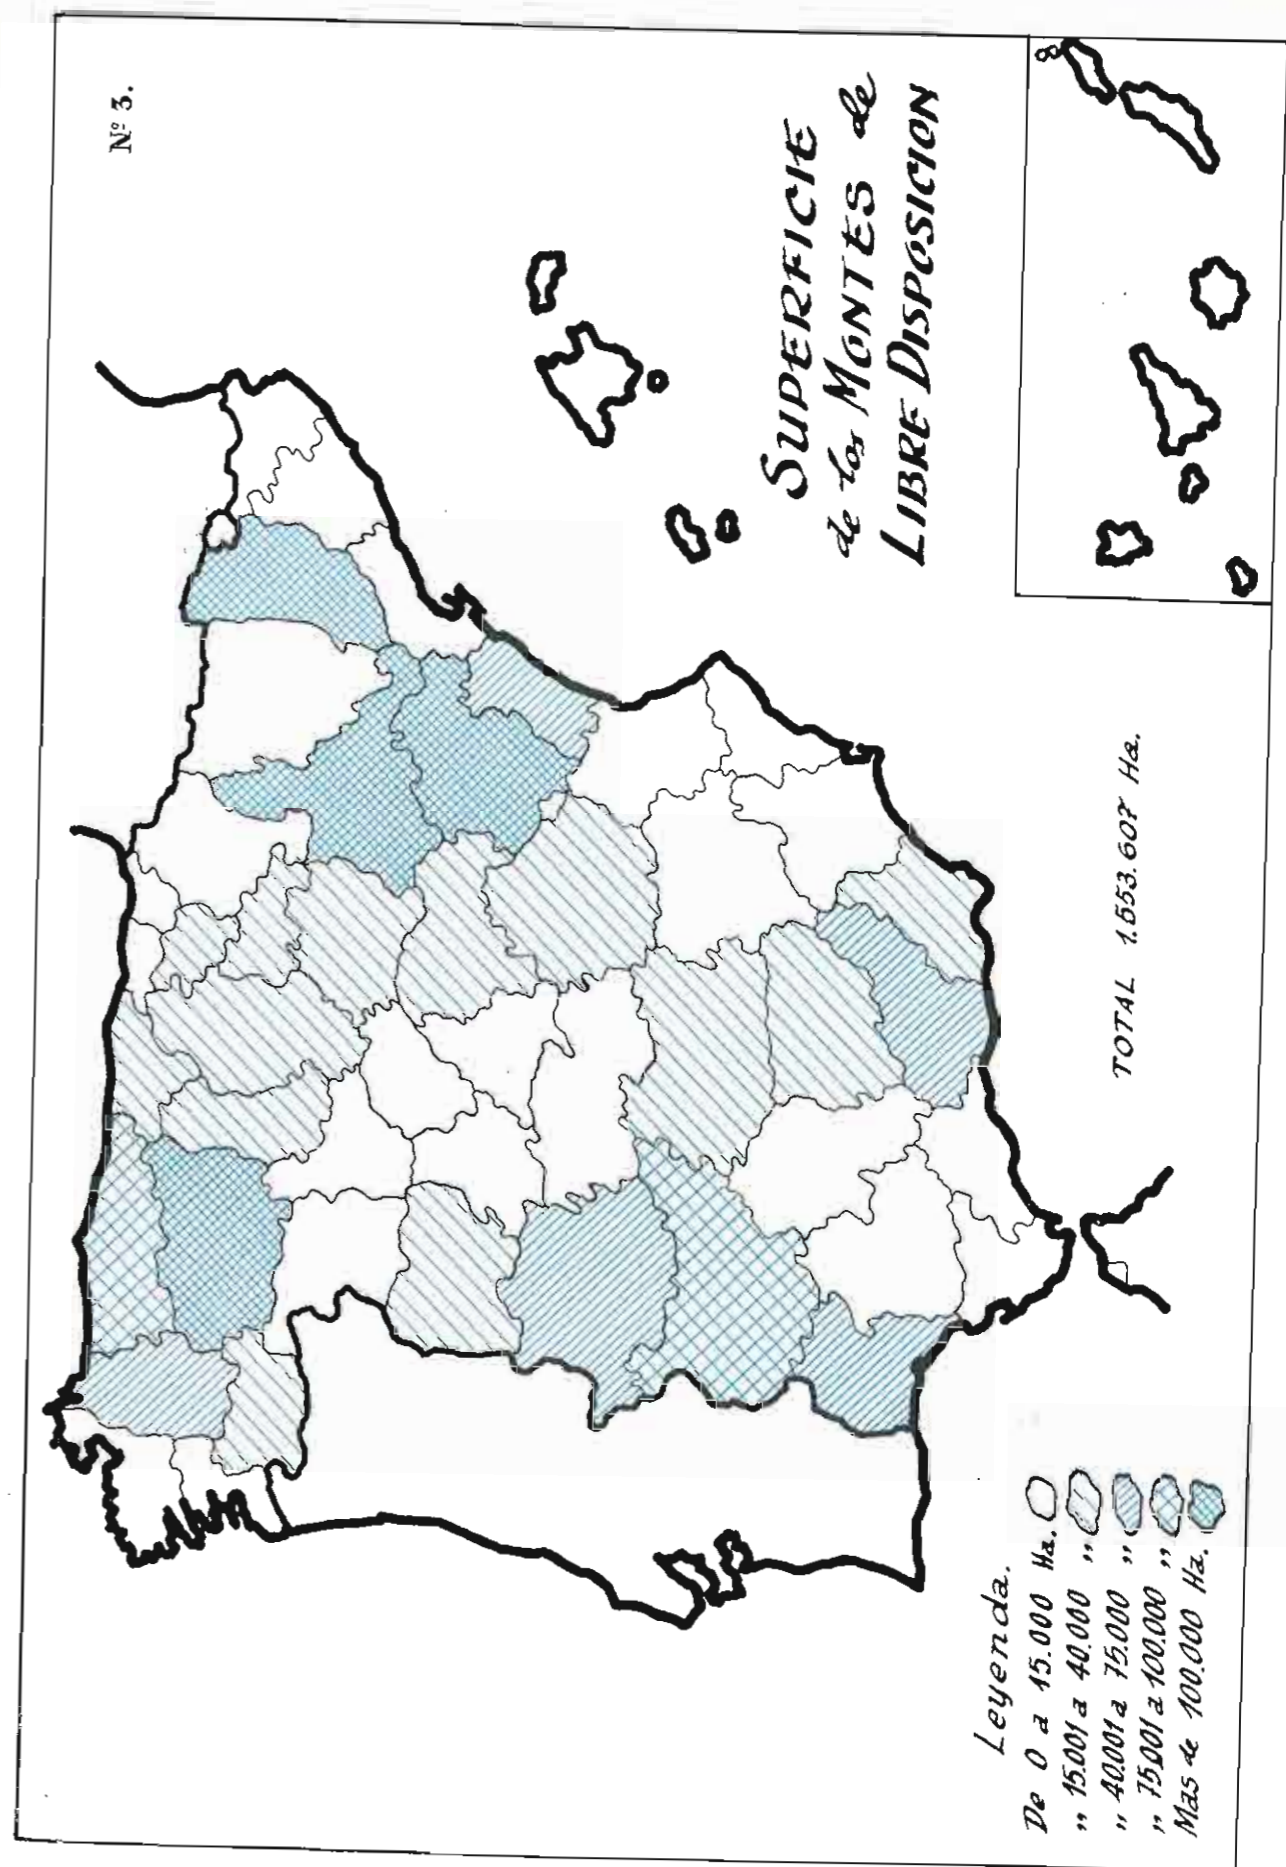 Nº 3.
SUPERFICIE
de los MONTES de
LIBRE DISPOSICION
TOTAL 1.553.607 Ha.
Leyenda.
De 0 a 15.000 Ha.
„ 15.001 a 40.000 „
„ 40.001 a 75.000 „
„ 75.001 a 100.000 „
Mas de 100.000 Ha.